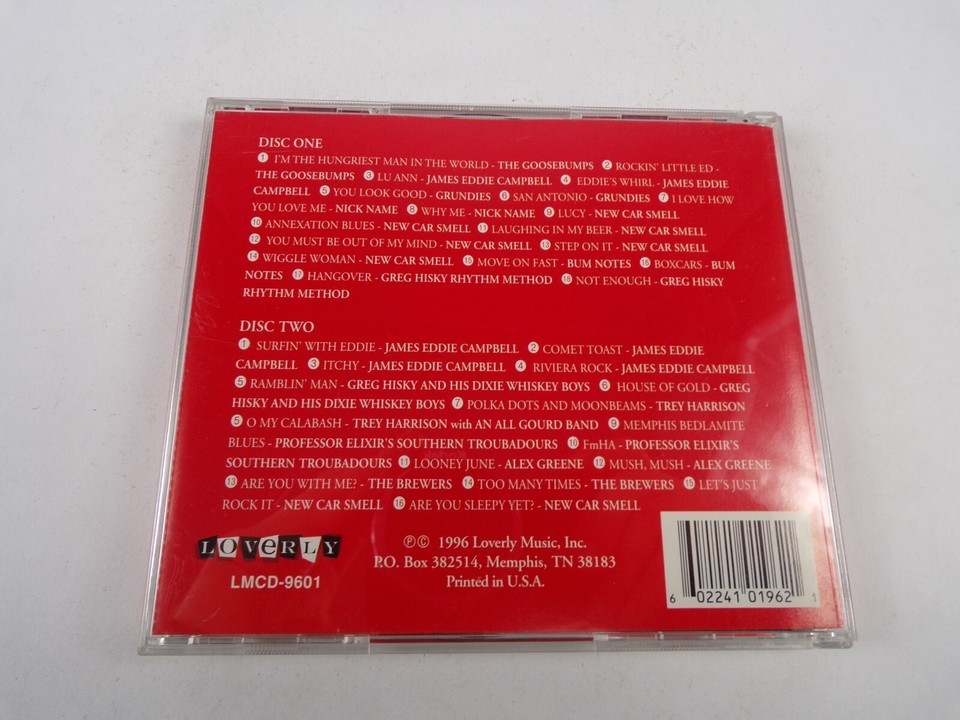 DISC ONE
1 I'M THE HUNGRIEST MAN IN THE WORLD - THE GOOSEBUMPS 2 ROCKIN' LITTLE ED -
THE GOOSEBUMPS 3 LU ANN - JAMES EDDIE CAMPBELL 4 EDDIE'S WHIRL - JAMES EDDIE
CAMPBELL 5 YOU LOOK GOOD - GRUNDIES 6 SAN ANTONIO - GRUNDIES 7 I LOVE HOW
YOU LOVE ME - NICK NAME 8 WHY ME - NICK NAME 9 LUCY - NEW CAR SMELL
10 ANNEXATION BLUES - NEW CAR SMELL 11 LAUGHING IN MY BEER - NEW CAR SMELL
12 YOU MUST BE OUT OF MY MIND - NEW CAR SMELL 13 STEP ON IT - NEW CAR SMELL
14 WIGGLE WOMAN - NEW CAR SMELL 15 MOVE ON FAST - BUM NOTES 16 BOXCARS - BUM
NOTES 17 HANGOVER - GREG HISKY RHYTHM METHOD 18 NOT ENOUGH - GREG HISKY
RHYTHM METHOD
DISC TWO
1 SURFIN' WITH EDDIE - JAMES EDDIE CAMPBELL 2 COMET TOAST - JAMES EDDIE
CAMPBELL 3 ITCHY - JAMES EDDIE CAMPBELL 4 RIVIERA ROCK - JAMES EDDIE CAMPBELL
5 RAMBLIN' MAN - GREG HISKY AND HIS DIXIE WHISKEY BOYS 6 HOUSE OF GOLD - GREG
HISKY AND HIS DIXIE WHISKEY BOYS 7 POLKA DOTS AND MOONBEAMS - TREY HARRISON
5 O MY CALABASH - TREY HARRISON with AN ALL GOURD BAND 9 MEMPHIS BEDLAMITE
BLUES - PROFESSOR ELIXIR'S SOUTHERN TROUBADOURS 10 FmHA - PROFESSOR ELIXIR'S
SOUTHERN TROUBADOURS 11 LOONEY JUNE - ALEX GREENE 12 MUSH, MUSH - ALEX GREENE
13 ARE YOU WITH ME? - THE BREWERS 14 TOO MANY TIMES - THE BREWERS 15 LET'S JUST
ROCK IT - NEW CAR SMELL 16 ARE YOU SLEEPY YET? - NEW CAR SMELL
LOVERLY
LMCD-9601
℗© 1996 Loverly Music, Inc.
P.O. Box 382514, Memphis, TN 38183
Printed in U.S.A.
6 02241 01962 1